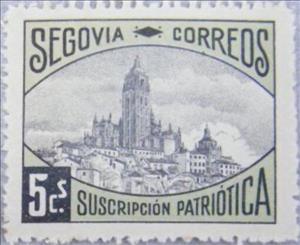 SEGOVIA CORREOS
5 C.S
SUSCRIPCIÓN PATRIÓTICA